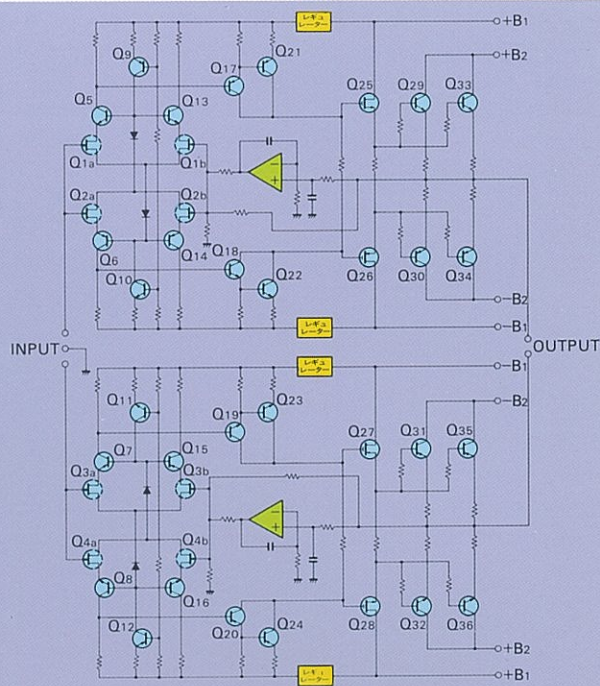 レギュ
レーター
+B1
+B2
Q9
Q21
Q17
Q25
Q29
Q33
Q5
Q13
Q1a
Q1b
Q2a
Q2b
Q6
Q14
Q18
Q10
Q22
Q26
Q30
Q34
−B2
レギュ
レーター
−B1
INPUT
OUTPUT
レギュ
レーター
−B1
−B2
Q11
Q23
Q19
Q27
Q31
Q35
Q7
Q15
Q3a
Q3b
Q4a
Q4b
Q8
Q16
Q12
Q20
Q24
Q28
Q32
Q36
+B2
レギュ
レーター
+B1